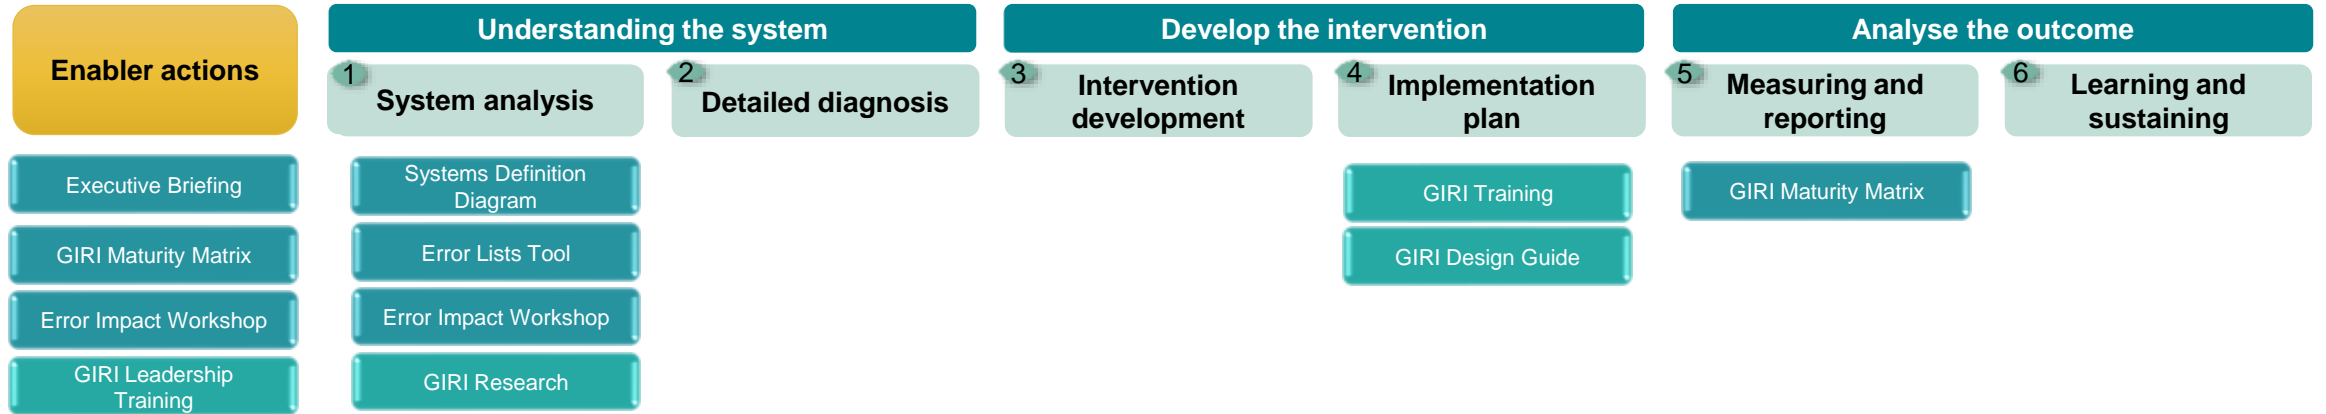 Enabler actions
Understanding the system
Develop the intervention
Analyse the outcome
1
System analysis
2
Detailed diagnosis
3
Intervention
development
4
Implementation
plan
5
Measuring and
reporting
6
Learning and
sustaining
Executive Briefing
GIRI Maturity Matrix
Error Impact Workshop
GIRI Leadership
Training
Systems Definition
Diagram
Error Lists Tool
Error Impact Workshop
GIRI Research
GIRI Training
GIRI Design Guide
GIRI Maturity Matrix